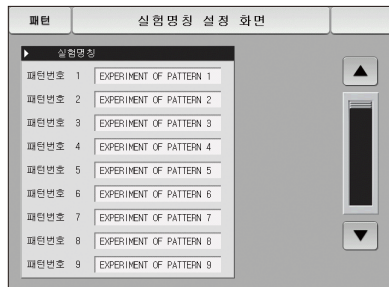 패턴 실험명칭 설정 화면
▶ 실험명칭
패턴번호 1 EXPERIMENT OF PATTERN 1
패턴번호 2 EXPERIMENT OF PATTERN 2
패턴번호 3 EXPERIMENT OF PATTERN 3
패턴번호 4 EXPERIMENT OF PATTERN 4
패턴번호 5 EXPERIMENT OF PATTERN 5
패턴번호 6 EXPERIMENT OF PATTERN 6
패턴번호 7 EXPERIMENT OF PATTERN 7
패턴번호 8 EXPERIMENT OF PATTERN 8
패턴번호 9 EXPERIMENT OF PATTERN 9